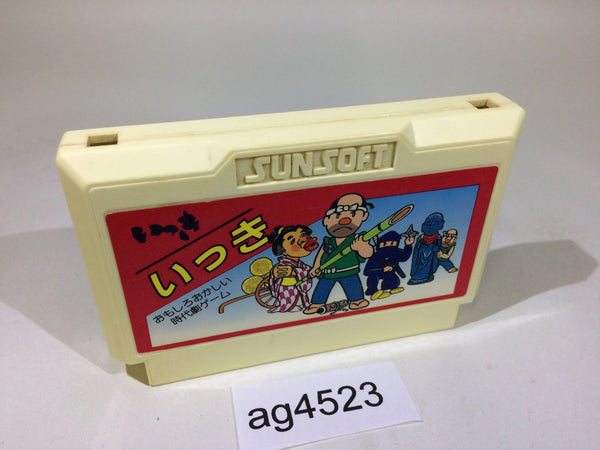 SUNSOFT
いっき
いっき
おもしろおかしい
時代劇ゲーム
ag4523